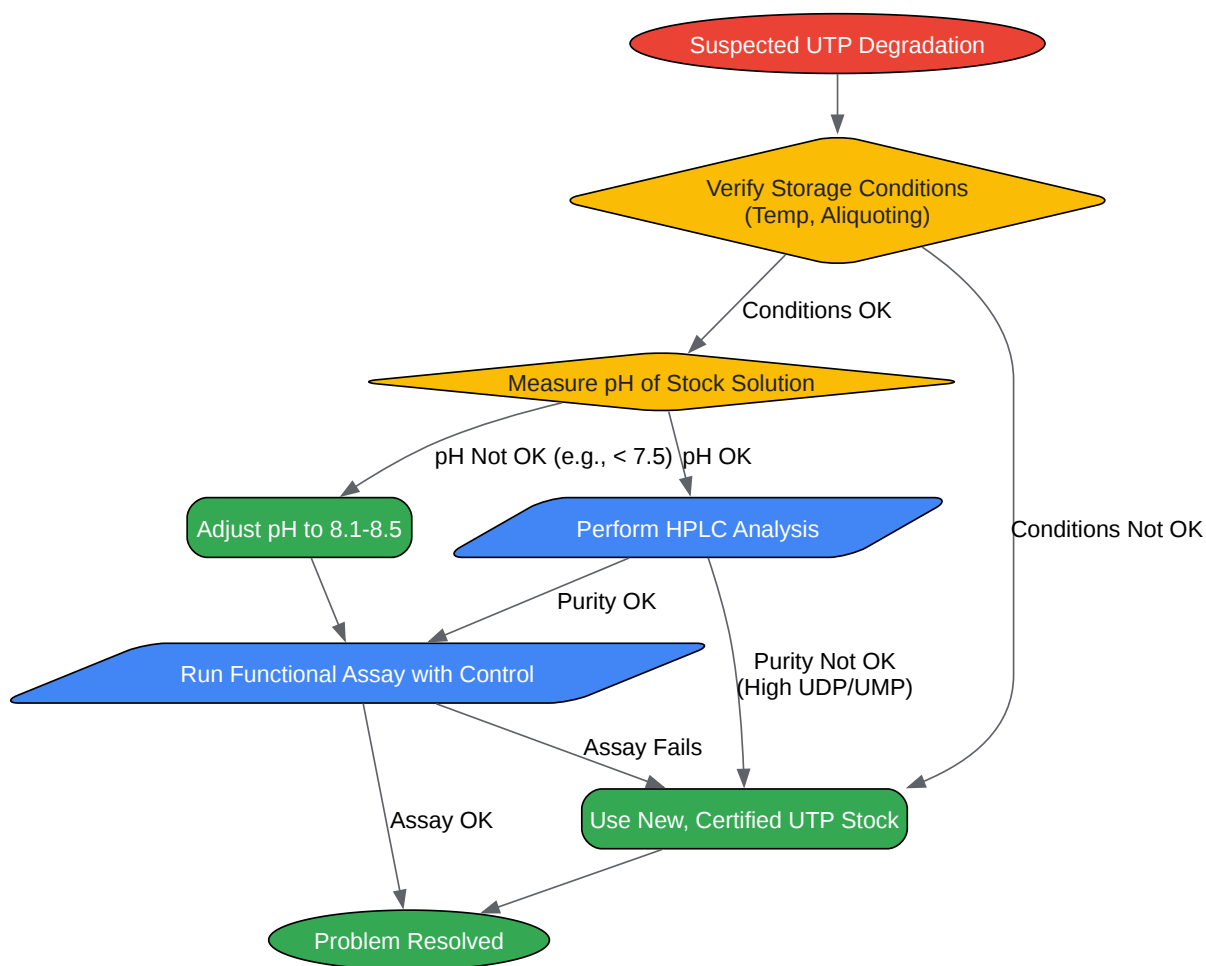 Suspected UTP Degradation
Verify Storage Conditions
(Temp, Aliquoting)
Conditions OK
Measure pH of Stock Solution
pH Not OK (e.g., < 7.5)
pH OK
Adjust pH to 8.1-8.5
Perform HPLC Analysis
Conditions Not OK
Purity OK
Run Functional Assay with Control
Purity Not OK
(High UDP/UMP)
Assay Fails
Assay OK
Use New, Certified UTP Stock
Problem Resolved